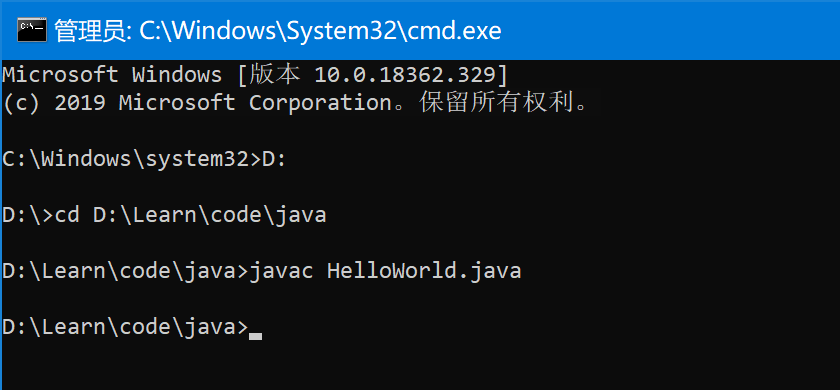 管理员: C:\Windows\System32\cmd.exe
Microsoft Windows [版本 10.0.18362.329]
(c) 2019 Microsoft Corporation。保留所有权利。
C:\Windows\system32>D:
D:\>cd D:\Learn\code\java
D:\Learn\code\java>javac HelloWorld.java
D:\Learn\code\java>